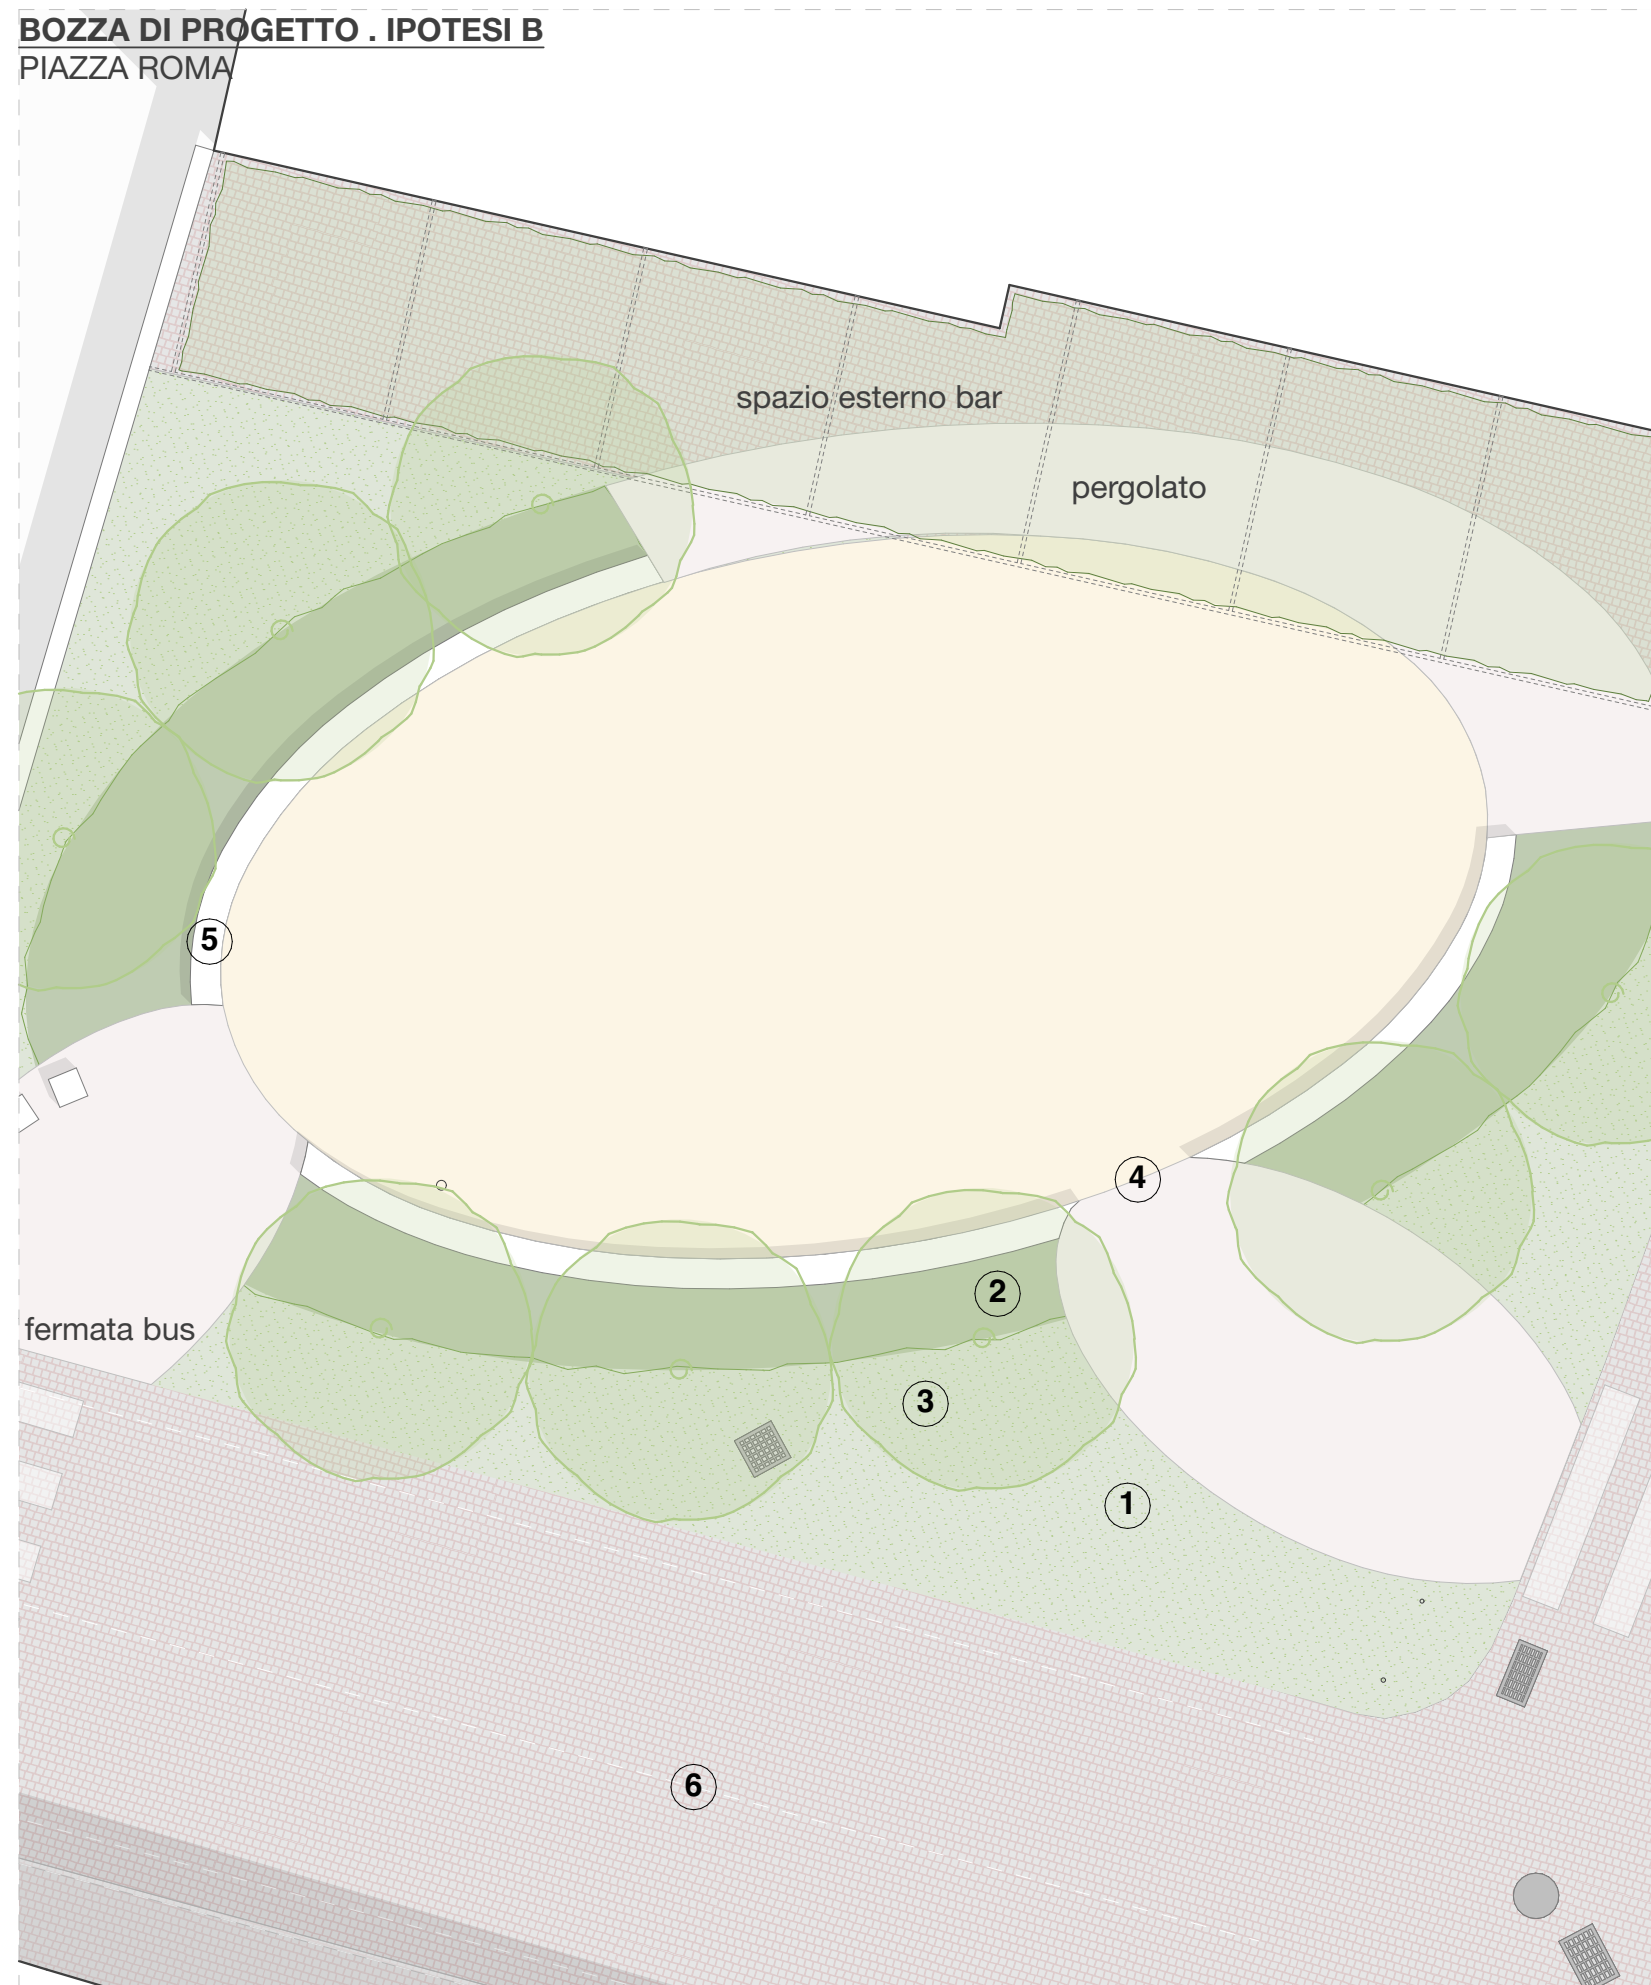 BOZZA DI PROGETTO . IPOTESI B
PIAZZA ROMA
spazio esterno bar
pergolato
5
4
2
fermata bus
3
1
6